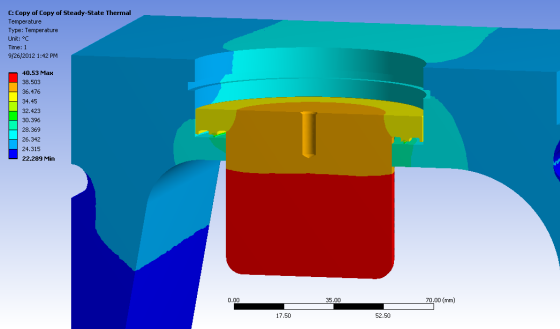 C: Copy of Copy of Steady-State Thermal
Temperature
Type: Temperature
Unit: °C
Time: 1
9/26/2012 1:42 PM
40.53 Max
38.503
36.476
34.45
32.423
30.396
28.369
26.342
24.315
22.289 Min
0.00 35.00 70.00 (mm)
17.50 52.50